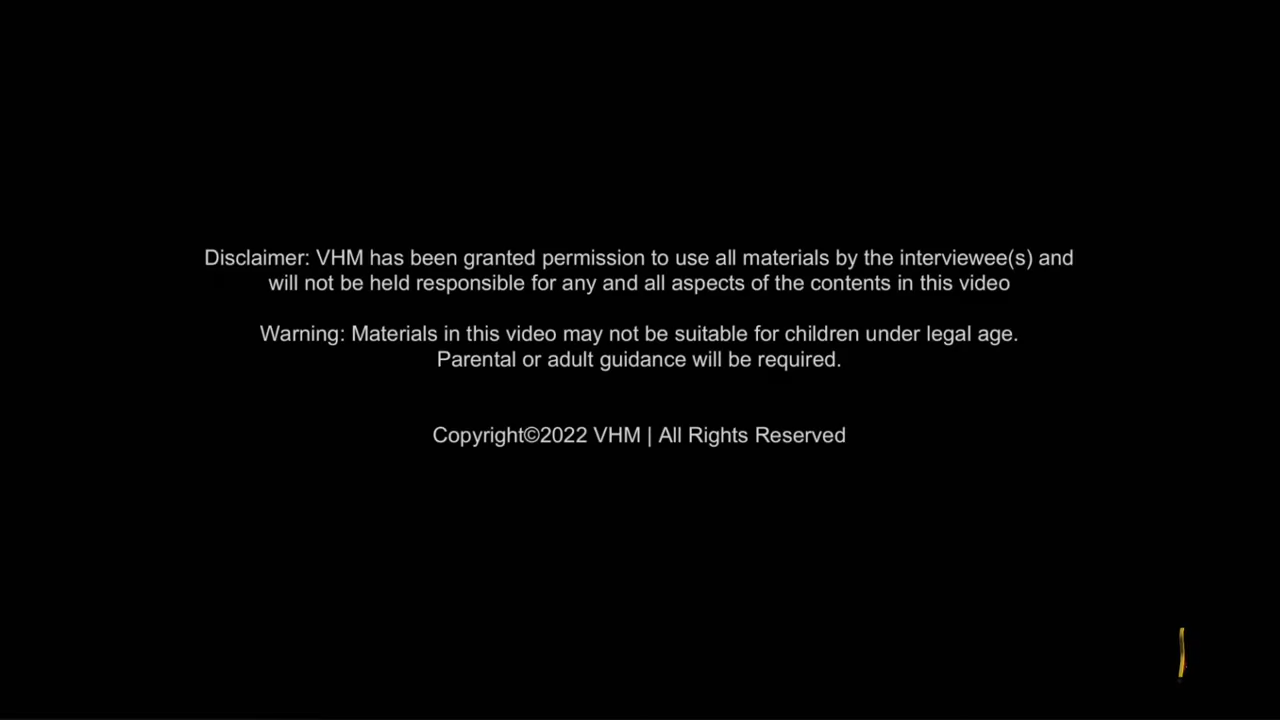 Disclaimer: VHM has been granted permission to use all materials by the interviewee(s) and
will not be held responsible for any and all aspects of the contents in this video
Warning: Materials in this video may not be suitable for children under legal age.
Parental or adult guidance will be required.
Copyright©2022 VHM | All Rights Reserved